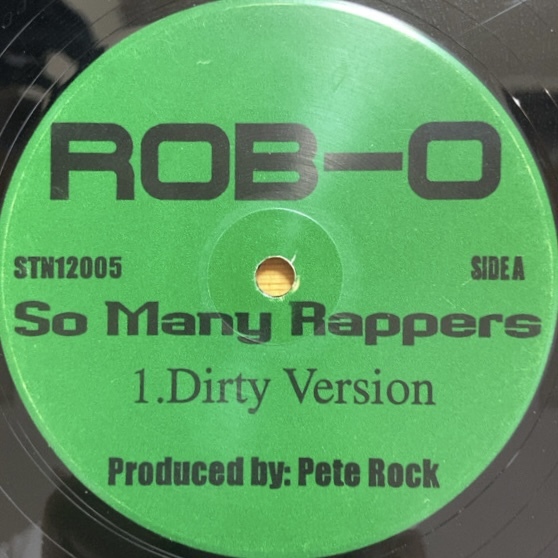 ROB-O
STN12005 SIDE A
So Many Rappers
1.Dirty Version
Produced by: Pete Rock